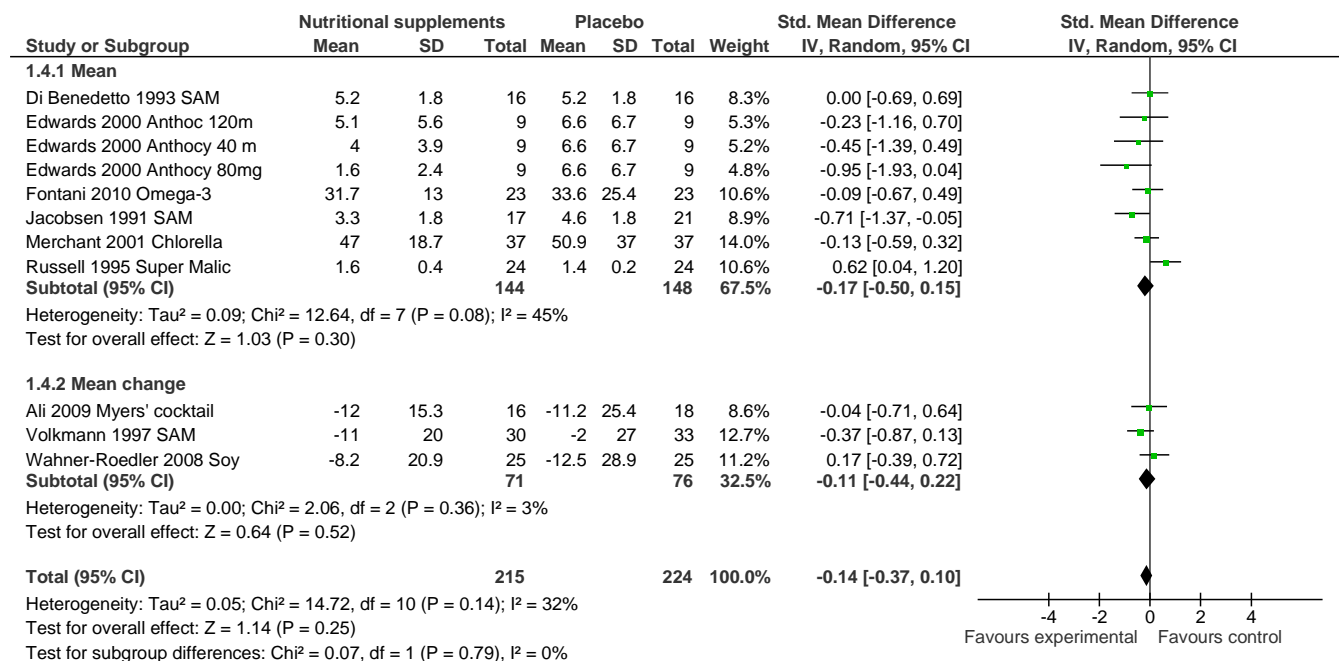 Nutritional supplements Placebo Std. Mean Difference Std. Mean Difference
Study or Subgroup Mean SD Total Mean SD Total Weight IV, Random, 95% CI IV, Random, 95% CI
1.4.1 Mean
Di Benedetto 1993 SAM 5.2 1.8 16 5.2 1.8 16 8.3% 0.00 [-0.69, 0.69]
Edwards 2000 Anthoc 120m 5.1 5.6 9 6.6 6.7 9 5.3% -0.23 [-1.16, 0.70]
Edwards 2000 Anthocy 40 m 4 3.9 9 6.6 6.7 9 5.2% -0.45 [-1.39, 0.49]
Edwards 2000 Anthocy 80mg 1.6 2.4 9 6.6 6.7 9 4.8% -0.95 [-1.93, 0.04]
Fontani 2010 Omega-3 31.7 13 23 33.6 25.4 23 10.6% -0.09 [-0.67, 0.49]
Jacobsen 1991 SAM 3.3 1.8 17 4.6 1.8 21 8.9% -0.71 [-1.37, -0.05]
Merchant 2001 Chlorella 47 18.7 37 50.9 37 37 14.0% -0.13 [-0.59, 0.32]
Russell 1995 Super Malic 1.6 0.4 24 1.4 0.2 24 10.6% 0.62 [0.04, 1.20]
Subtotal (95% CI) 144 148 67.5% -0.17 [-0.50, 0.15]
Heterogeneity: Tau² = 0.09; Chi² = 12.64, df = 7 (P = 0.08); I² = 45%
Test for overall effect: Z = 1.03 (P = 0.30)
1.4.2 Mean change
Ali 2009 Myers' cocktail -12 15.3 16 -11.2 25.4 18 8.6% -0.04 [-0.71, 0.64]
Volkmann 1997 SAM -11 20 30 -2 27 33 12.7% -0.37 [-0.87, 0.13]
Wahner-Roedler 2008 Soy -8.2 20.9 25 -12.5 28.9 25 11.2% 0.17 [-0.39, 0.72]
Subtotal (95% CI) 71 76 32.5% -0.11 [-0.44, 0.22]
Heterogeneity: Tau² = 0.00; Chi² = 2.06, df = 2 (P = 0.36); I² = 3%
Test for overall effect: Z = 0.64 (P = 0.52)
Total (95% CI) 215 224 100.0% -0.14 [-0.37, 0.10]
Heterogeneity: Tau² = 0.05; Chi² = 14.72, df = 10 (P = 0.14); I² = 32%
Test for overall effect: Z = 1.14 (P = 0.25)
Test for subgroup differences: Chi² = 0.07, df = 1 (P = 0.79), I² = 0%
-4 -2 0 2 4
Favours experimental Favours control